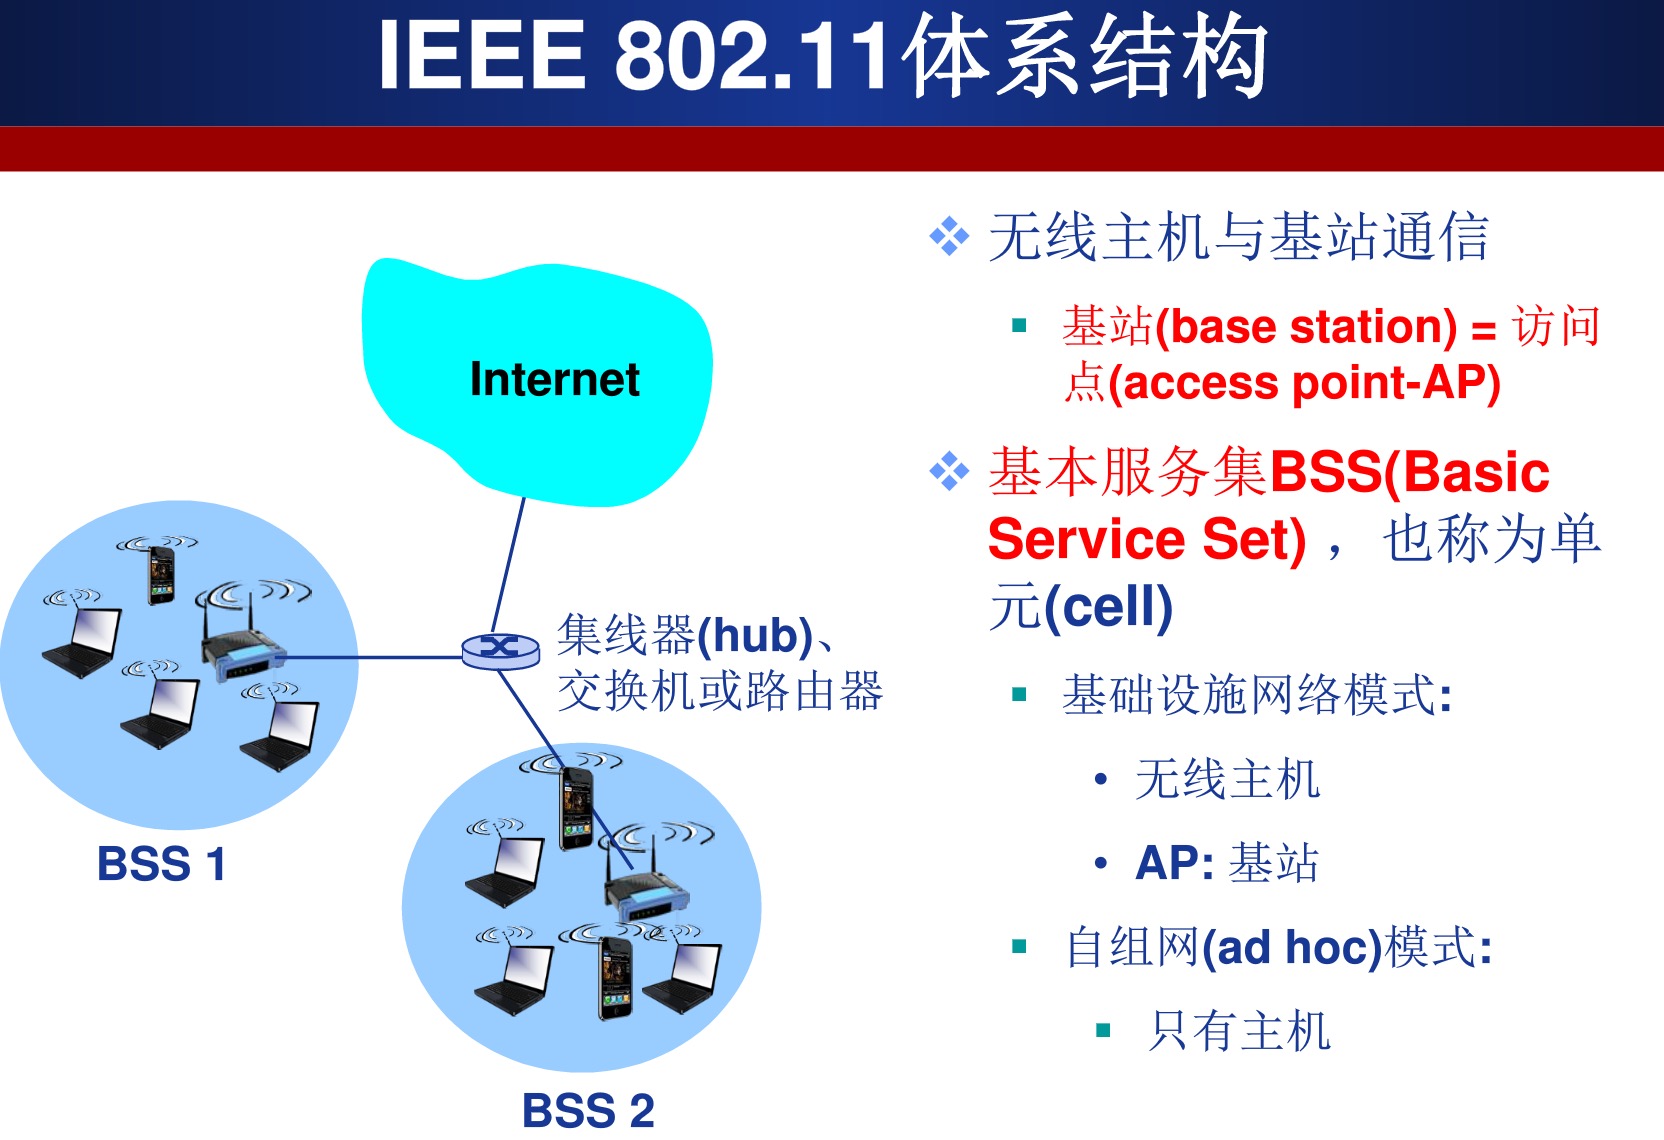 IEEE 802.11体系结构
Internet
集线器(hub)、
交换机或路由器
BSS 1
BSS 2
无线主机与基站通信
基站(base station) = 访问
点(access point-AP)
基本服务集BSS(Basic
Service Set) ，也称为单
元(cell)
基础设施网络模式:
无线主机
AP: 基站
自组网(ad hoc)模式:
只有主机